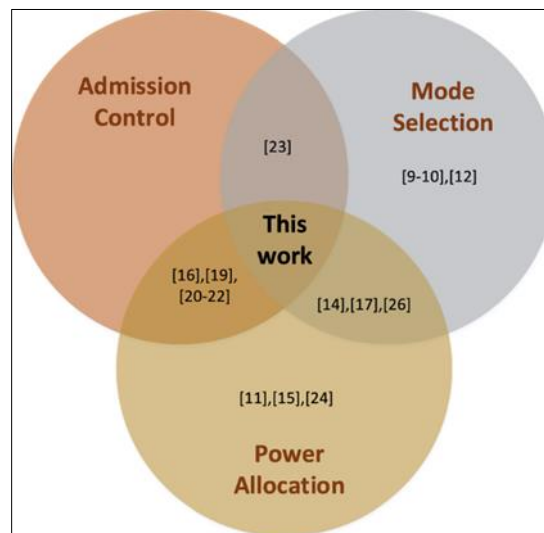 Admission
Control
Mode
Selection
[23]
[9-10],[12]
This
work
[16],[19],
[20-22]
[14],[17],[26]
[11],[15],[24]
Power
Allocation